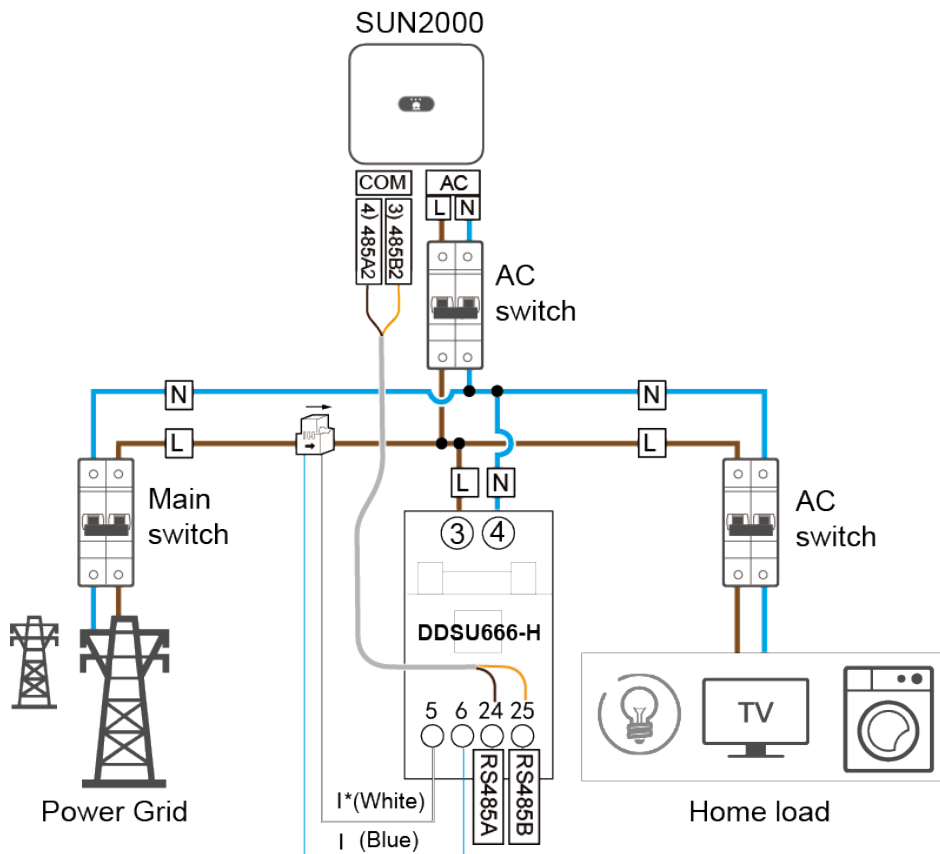 SUN2000
COM
AC
L
N
4) 485A2
3) 485B2
AC
switch
N
N
L
L
L
N
Main
switch
AC
switch
3
4
DDSU666-H
5
6
24
25
RS485A
RS485B
TV
I*(White)
I (Blue)
Power Grid
Home load